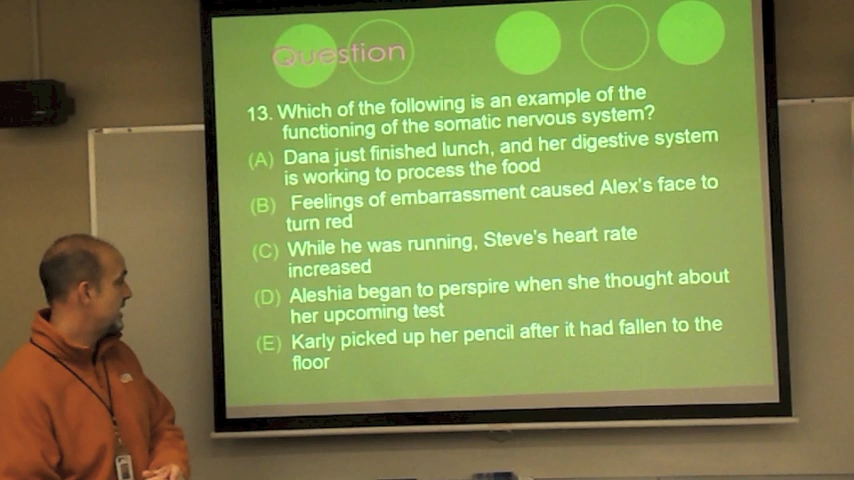 Question
13. Which of the following is an example of the
functioning of the somatic nervous system?
(A) Dana just finished lunch, and her digestive system
is working to process the food
(B) Feelings of embarrassment caused Alex's face to
turn red
(C) While he was running, Steve's heart rate
increased
(D) Aleshia began to perspire when she thought about
her upcoming test
(E) Karly picked up her pencil after it had fallen to the
floor